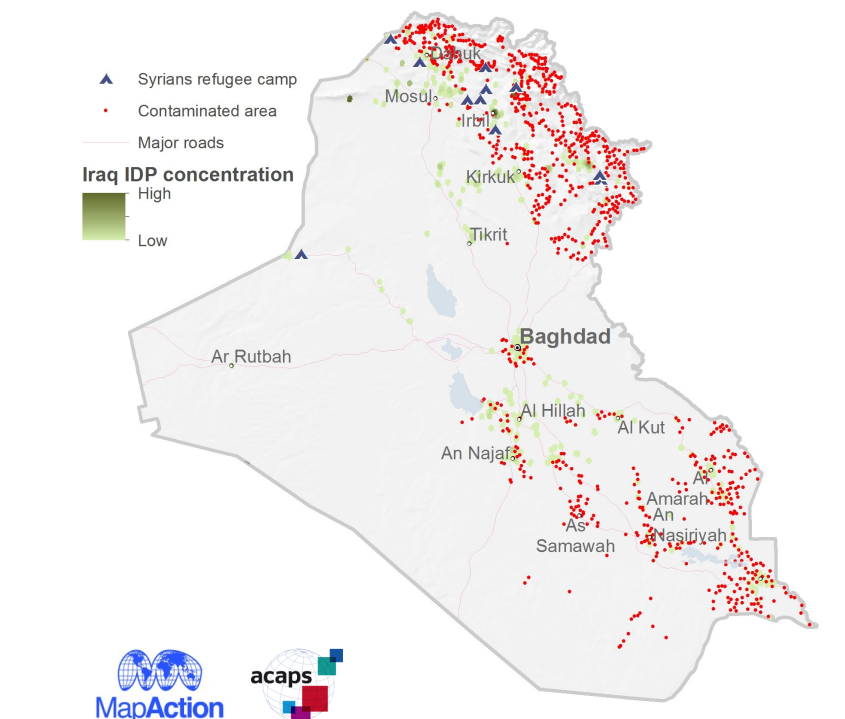 Syrians refugee camp
Contaminated area
Major roads
Iraq IDP concentration
High
Low
Dahuk
Mosul
Irbil
Kirkuk
Tikrit
Baghdad
Ar Rutbah
Al Hillah
Al Kut
An Najaf
Al
Amarah
An
Nasiriyah
As
Samawah
MapAction
acaps